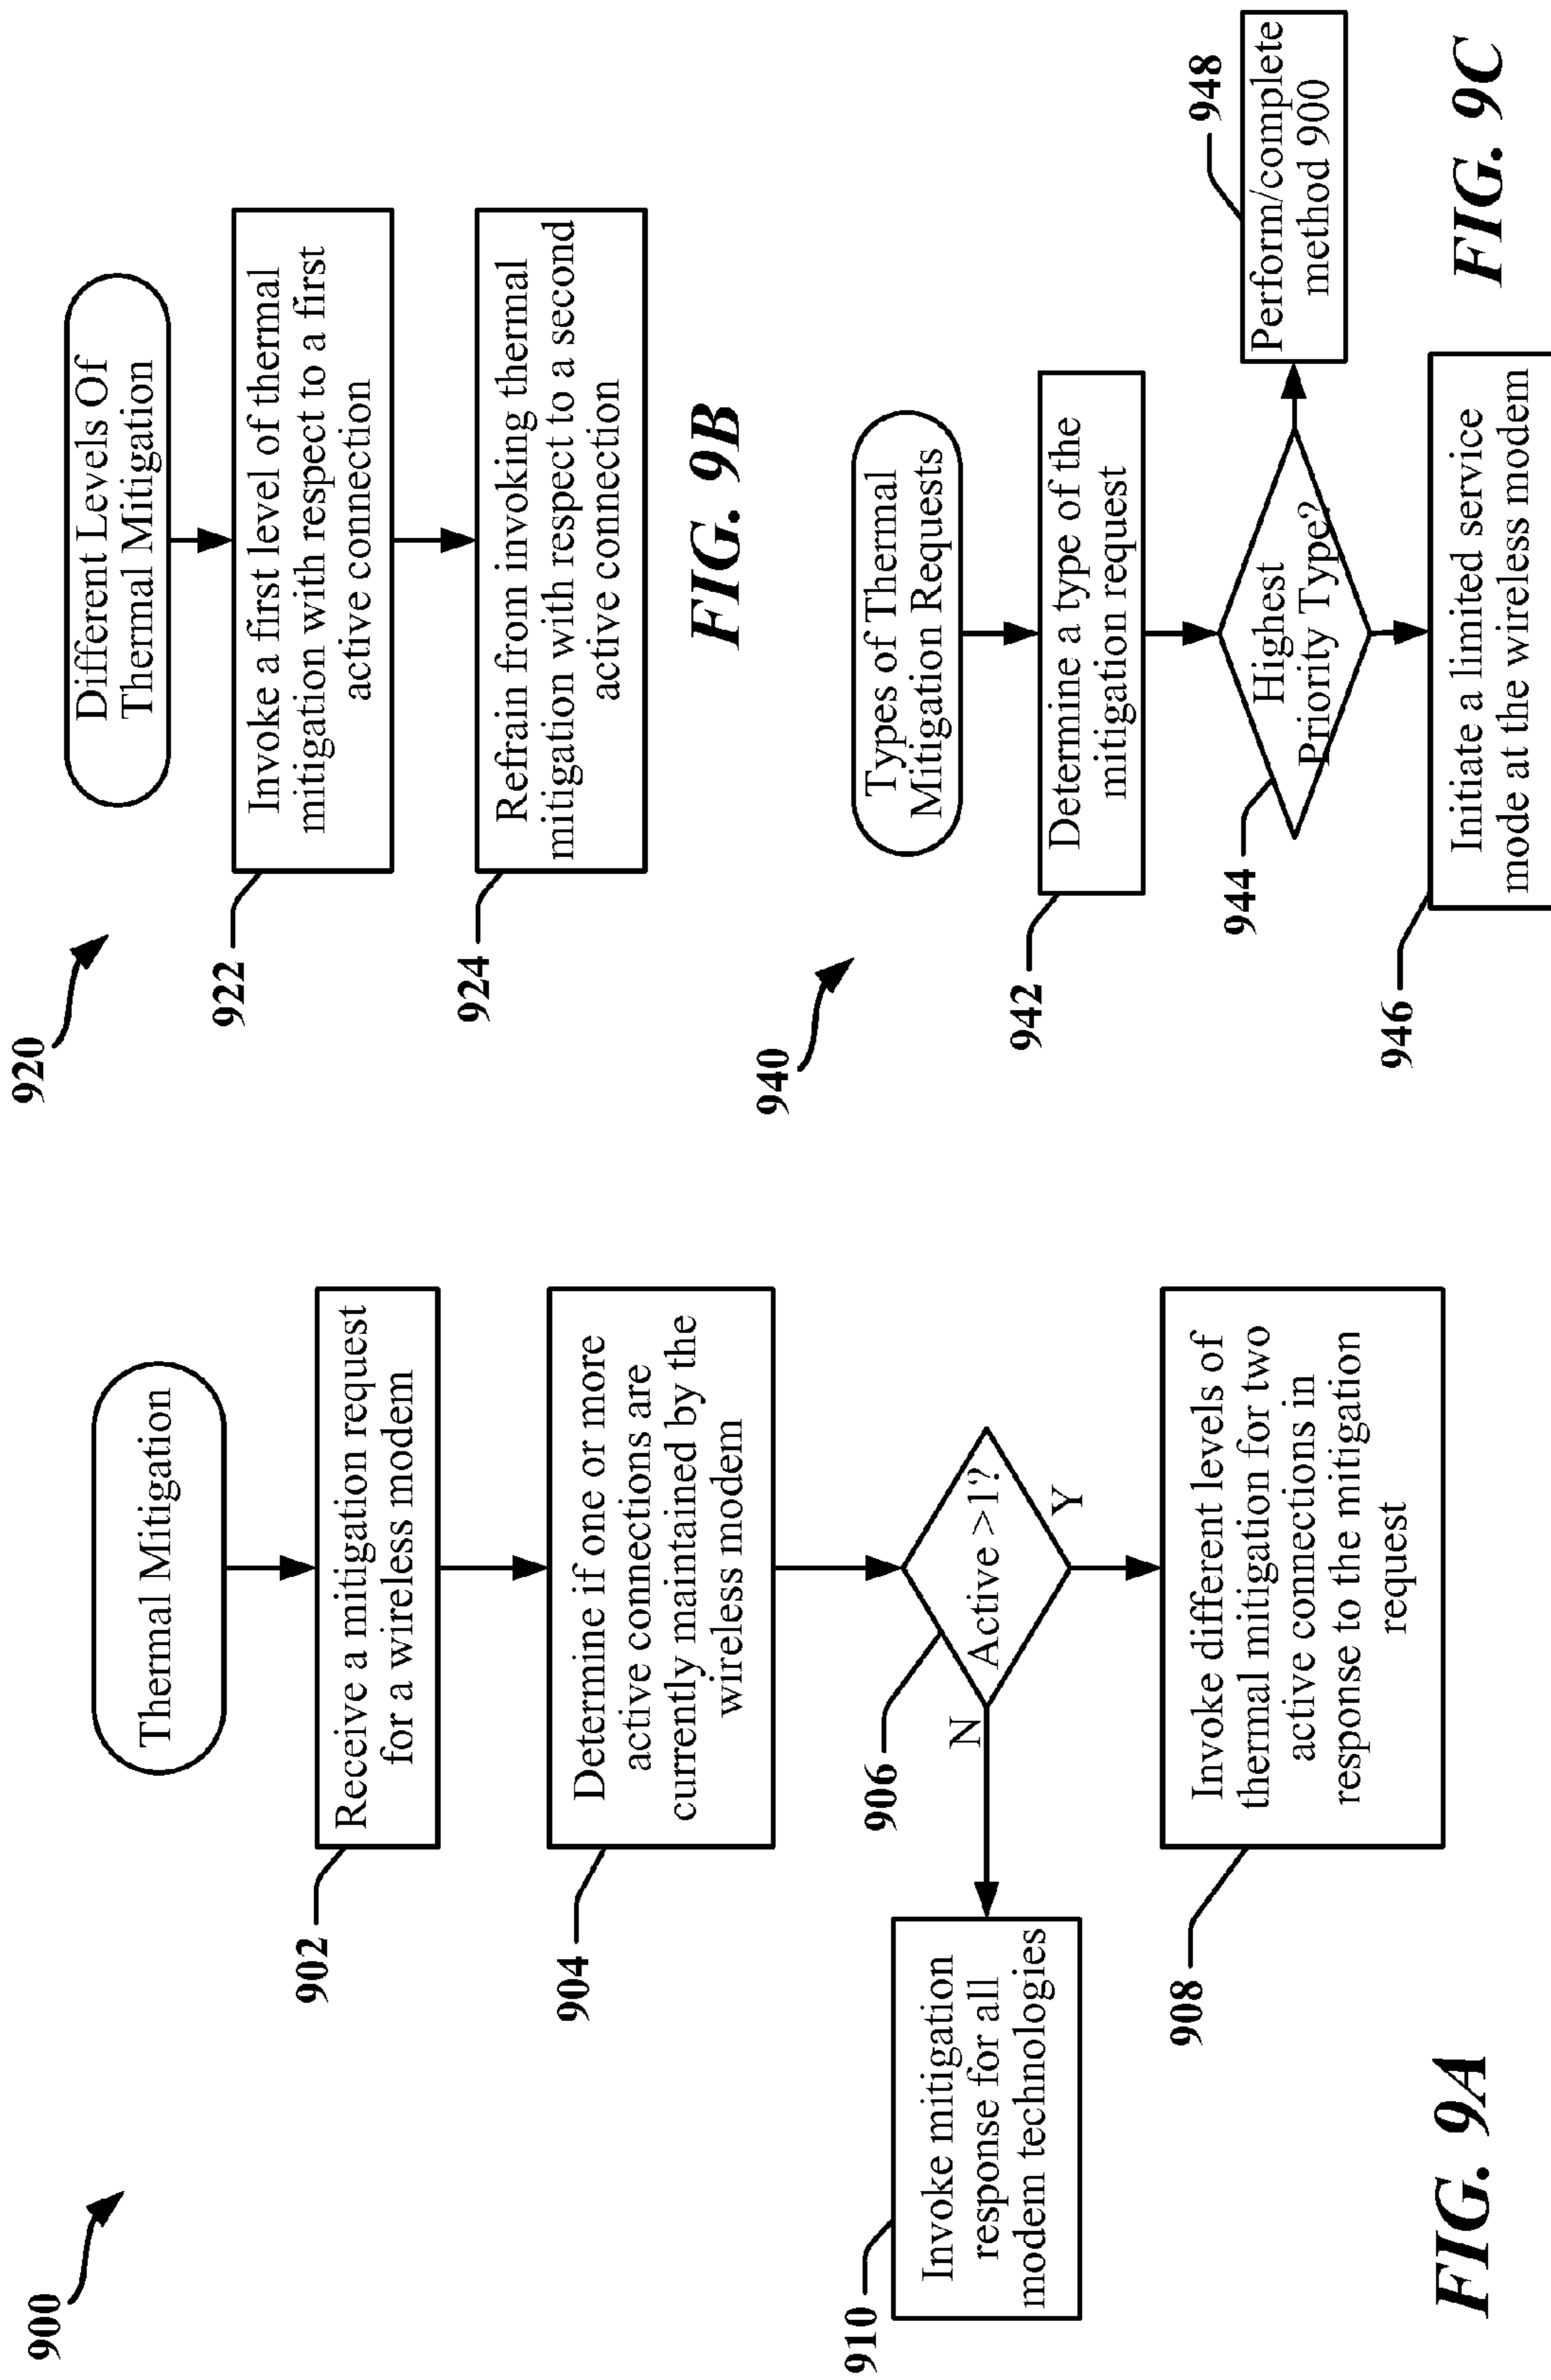 900
Thermal Mitigation
902
Receive a mitigation request
for a wireless modem
904
Determine if one or more
active connections are
currently maintained by the
wireless modem
906
Active >1?
N
Y
910
Invoke mitigation
response for all
modem technologies
908
Invoke different levels of
thermal mitigation for two
active connections in
response to the mitigation
request
FIG. 9A
920
Different Levels Of
Thermal Mitigation
922
Invoke a first level of thermal
mitigation with respect to a first
active connection
924
Refrain from invoking thermal
mitigation with respect to a second
active connection
FIG. 9B
940
Types of Thermal
Mitigation Requests
942
Determine a type of the
mitigation request
944
Highest
Priority Type?
948
Perform/complete
method 900
946
Initiate a limited service
mode at the wireless modem
FIG. 9C